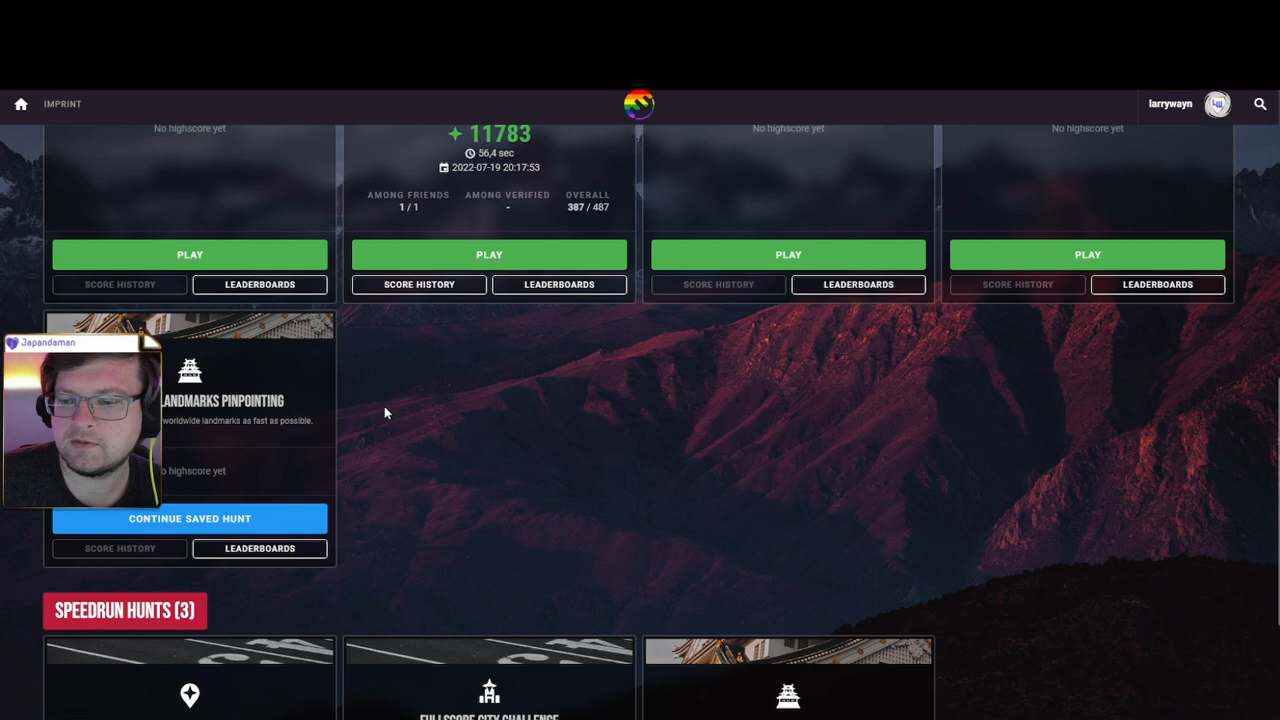 IMPRINT
larrywayn
No highscore yet
11783
56,4 sec
2022-07-19 20:17:53
AMONG FRIENDS
1 / 1
AMONG VERIFIED
-
OVERALL
387 / 487
No highscore yet
No highscore yet
PLAY
PLAY
PLAY
PLAY
SCORE HISTORY
LEADERBOARDS
SCORE HISTORY
LEADERBOARDS
SCORE HISTORY
LEADERBOARDS
SCORE HISTORY
LEADERBOARDS
Japandaman
LANDMARKS PINPOINTING
worldwide landmarks as fast as possible.
o highscore yet
CONTINUE SAVED HUNT
SCORE HISTORY
LEADERBOARDS
SPEEDRUN HUNTS (3)
FULLSCORE CITY CHALLENGE